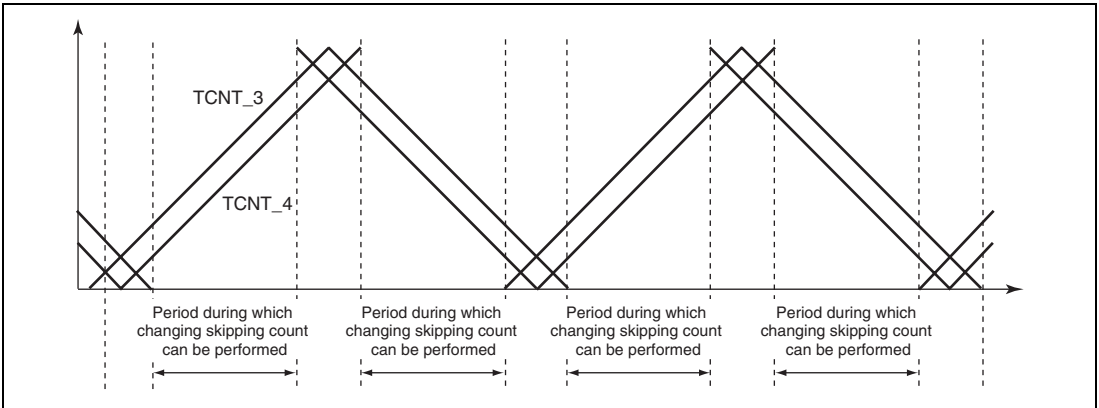 TCNT_3
TCNT_4
Period during which
changing skipping count
can be performed
Period during which
changing skipping count
can be performed
Period during which
changing skipping count
can be performed
Period during which
changing skipping count
can be performed